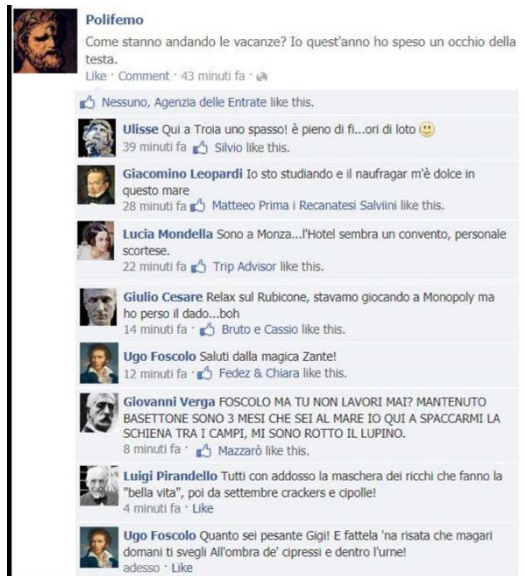 Polifemo
Come stanno andando le vacanze? Io quest'anno ho speso un occhio della
testa.
Like · Comment · 43 minuti fa ·
Nessuno, Agenzia delle Entrate like this.
Ulisse Qui a Troia uno spasso! è pieno di fi...ori di loto
39 minuti fa Silvio like this.
Giacomino Leopardi Io sto studiando e il naufragar m'è dolce in
questo mare
28 minuti fa Matteeo Prima i Recanatesi Salviini like this.
Lucia Mondella Sono a Monza...l'Hotel sembra un convento, personale
scortese.
22 minuti fa Trip Advisor like this.
Giulio Cesare Relax sul Rubicone, stavamo giocando a Monopoly ma
ho perso il dado...boh
14 minuti fa · Bruto e Cassio like this.
Ugo Foscolo Saluti dalla magica Zante!
12 minuti fa · Fedez & Chiara like this.
Giovanni Verga FOSCOLO MA TU NON LAVORI MAI? MANTENUTO
BASETTONE SONO 3 MESI CHE SEI AL MARE IO QUI A SPACCARMI LA
SCHIENA TRA I CAMPI, MI SONO ROTTO IL LUPINO.
8 minuti fa · Mazzarò like this.
Luigi Pirandello Tutti con addosso la maschera dei ricchi che fanno la
"bella vita", poi da settembre crackers e cipolle!
4 minuti fa · Like
Ugo Foscolo Quanto sei pesante Gigi! E fattela 'na risata che magari
domani ti svegli All'ombra de' cipressi e dentro l'urne!
adesso · Like